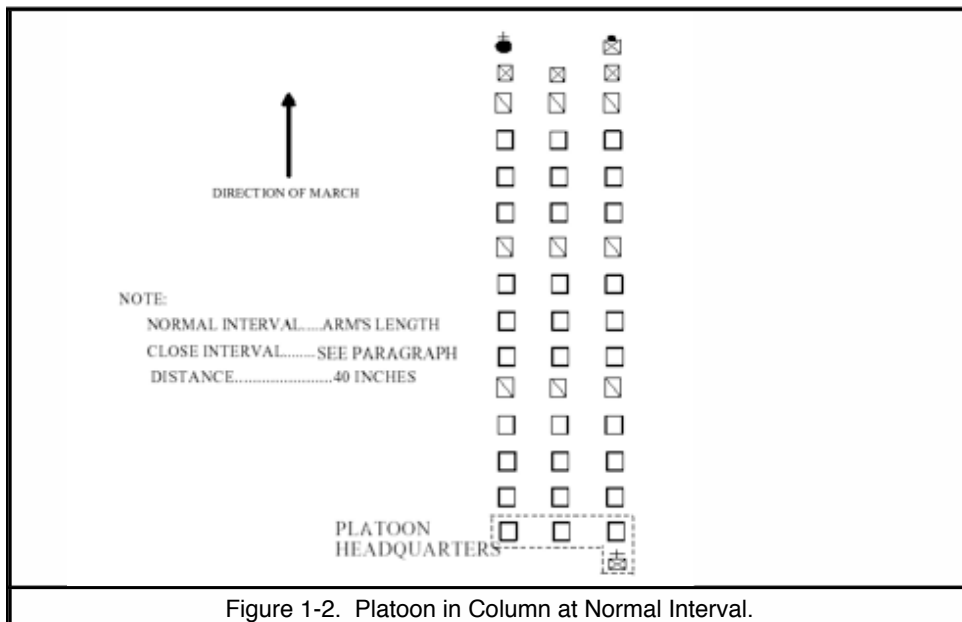 DIRECTION OF MARCH
NOTE:
NORMAL INTERVAL.....ARM'S LENGTH
CLOSE INTERVAL....... SEE PARAGRAPH
DISTANCE.......................40 INCHES
PLATOON
HEADQUARTERS
Figure 1-2.  Platoon in Column at Normal Interval.